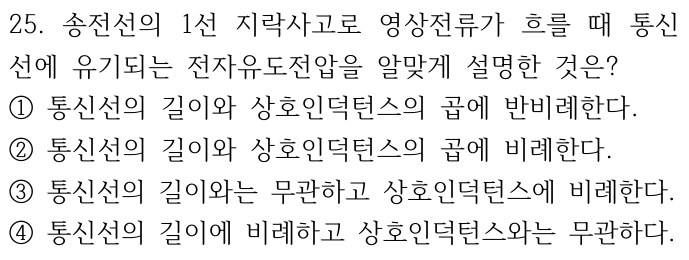 25. 송전선의 1선 지락사고로 영상전류가 흐를 때 통신
선에 유기되는 전자유도전압을 알맞게 설명한 것은?
① 통신선의 길이와 상호인덕턴스의 곱에 반비례한다.
② 통신선의 길이와 상호인덕턴스의 곱에 비례한다.
③ 통신선의 길이와는 무관하고 상호인덕턴스에 비례한다.
④ 통신선의 길이에 비례하고 상호인덕턴스와는 무관하다.